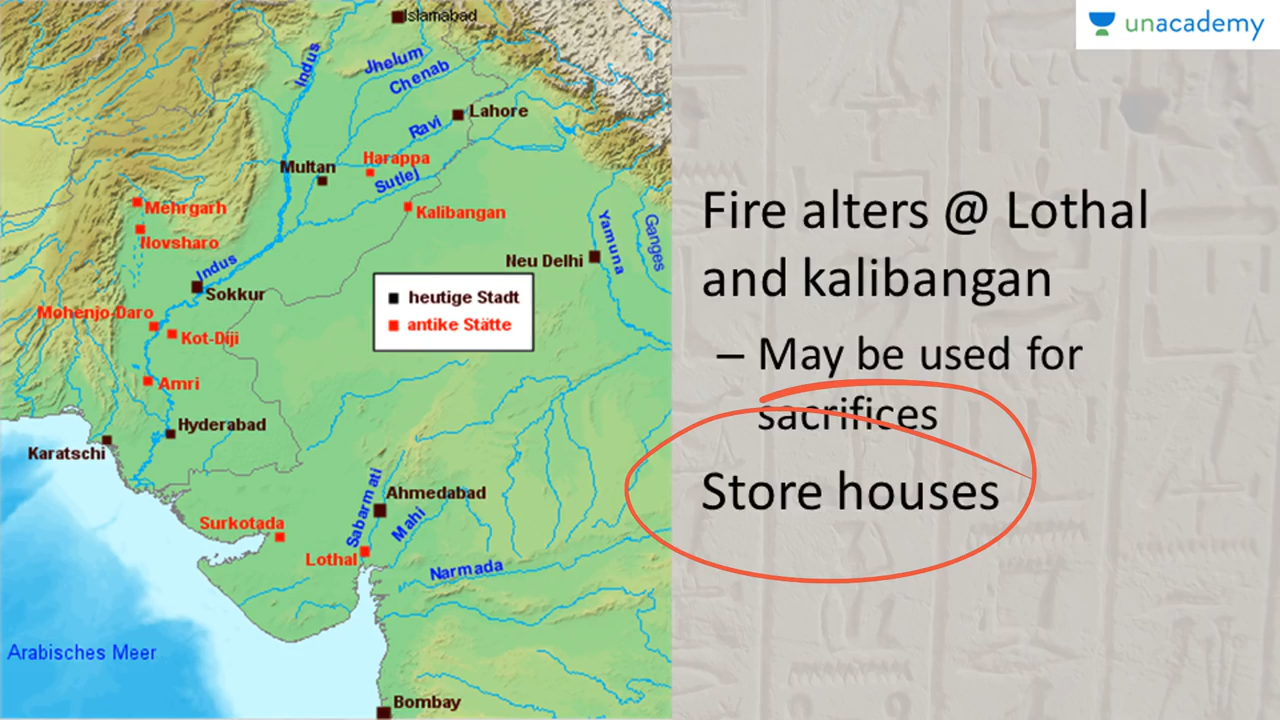 Islamabad
Indus
Jhelum
Chenab
Lahore
Ravi
Multan
Harappa
Sutlej
Mehrgarh
Kalibangan
Novsharo
Yamuna
Ganges
Neu Delhi
Indus
Sokkur
heutige Stadt
antike Stätte
Mohenjo-Daro
Kot-Diji
Amri
Hyderabad
Karatschi
Sabarmati
Ahmedabad
Mahi
Surkotada
Lothal
Narmada
Arabisches Meer
Bombay
unacademy
Fire alters @ Lothal
and kalibangan
– May be used for
sacrifices
Store houses